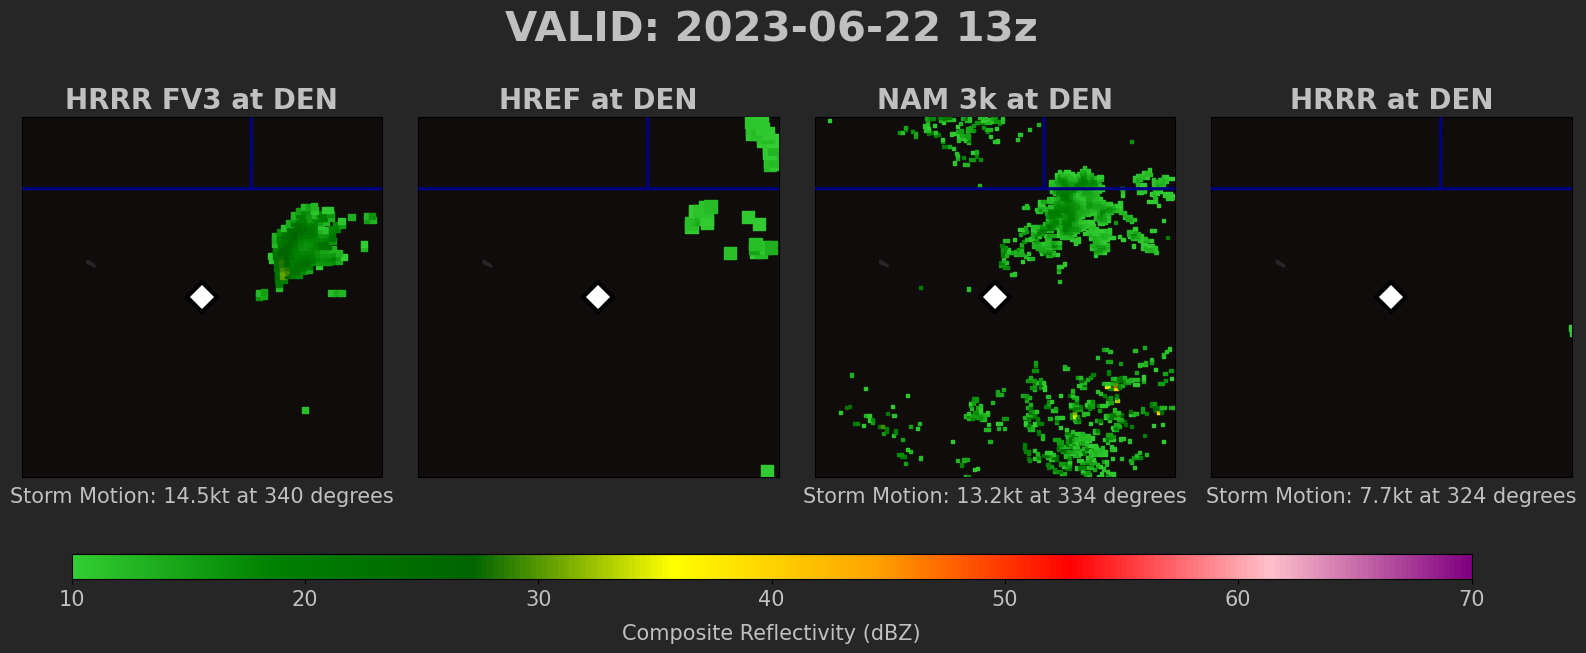 VALID: 2023-06-22 13z
HRRR FV3 at DEN
HREF at DEN
NAM 3k at DEN
HRRR at DEN
Storm Motion: 14.5kt at 340 degrees
Storm Motion: 13.2kt at 334 degrees
Storm Motion: 7.7kt at 324 degrees
10 20 30 40 50 60 70
Composite Reflectivity (dBZ)